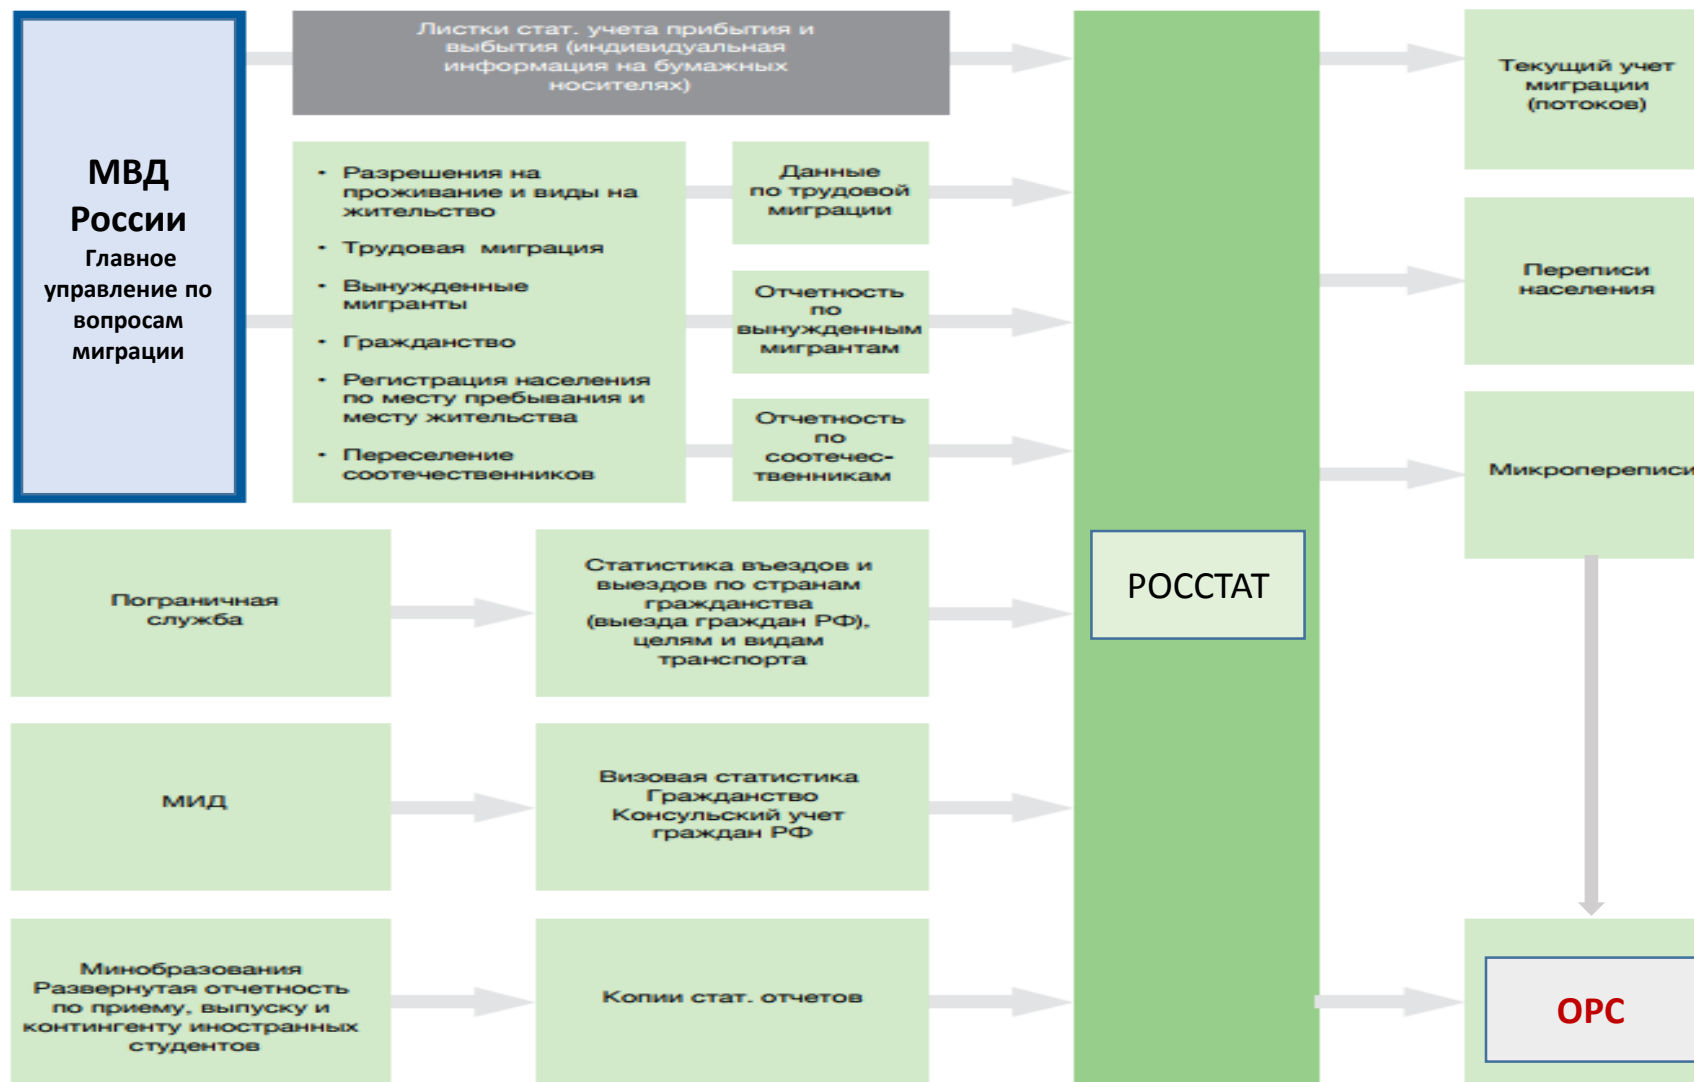 МВД
России
Главное
управление по
вопросам
миграции
Листки стат. учета прибытия и
выбытия (индивидуальная
информация на бумажных
носителях)
• Разрешения на
проживание и виды на
жительство
• Трудовая миграция
• Вынужденные
мигранты
• Гражданство
• Регистрация населения
по месту пребывания и
месту жительства
• Переселение
соотечественников
Данные
по трудовой
миграции
Отчетность
по
вынужденным
мигрантам
Отчетность
по
соотечес-
твенникам
Пограничная
служба
Статистика въездов и
выездов по странам
гражданства
(выезда граждан РФ),
целям и видам
транспорта
МИД
Визовая статистика
Гражданство
Консульский учет
граждан РФ
Минобразования
Развернутая отчетность
по приему, выпуску и
контингенту иностранных
студентов
Копии стат. отчетов
РОССТАТ
Текущий учет
миграции
(потоков)
Переписи
населения
Микропереписи
ОРС